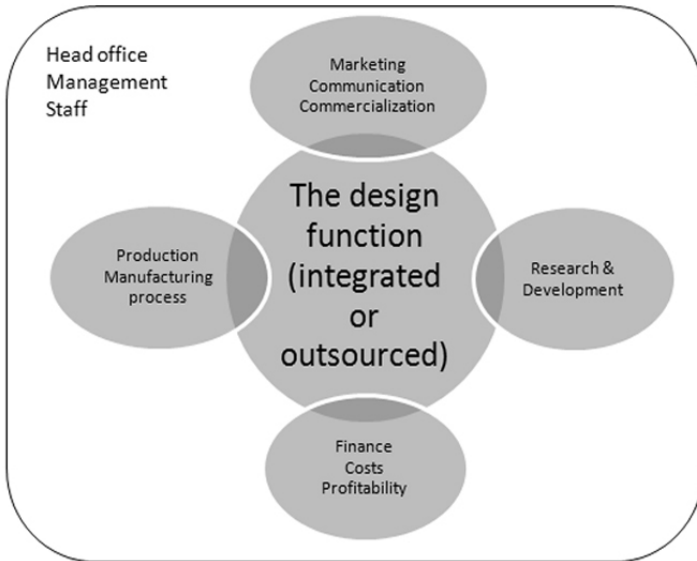 Head office
Management
Staff
Marketing
Communication
Commercialization
The design
function
(integrated
or
outsourced)
Production
Manufacturing
process
Research &
Development
Finance
Costs
Profitability